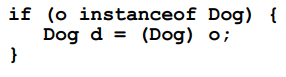 if (o instanceof Dog) {
   Dog d = (Dog) o;
}